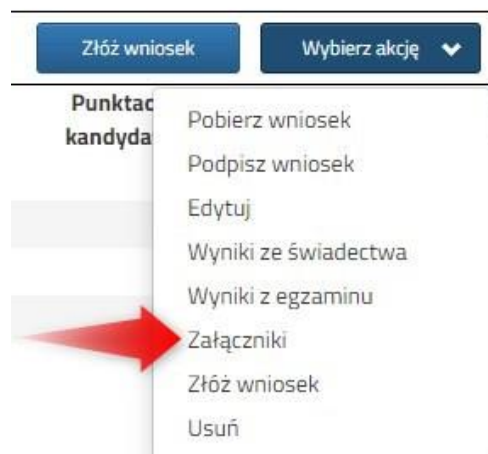 Złóż wniosek
Wybierz akcję
Punktac
kandyda
Pobierz wniosek
Podpisz wniosek
Edytuj
Wyniki ze świadectwa
Wyniki z egzaminu
Załączniki
Złóż wniosek
Usuń